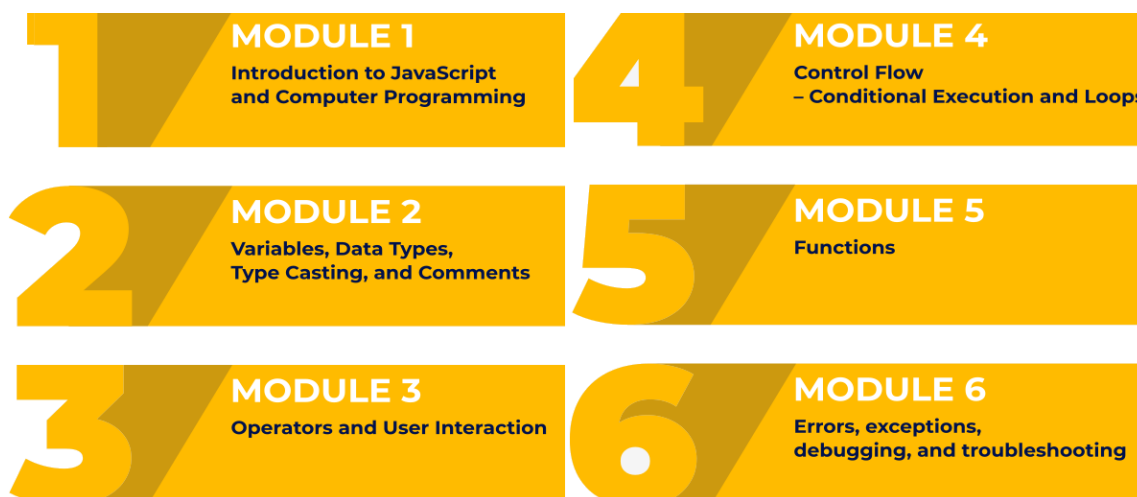 1
MODULE 1
Introduction to JavaScript
and Computer Programming
2
MODULE 2
Variables, Data Types,
Type Casting, and Comments
3
MODULE 3
Operators and User Interaction
4
MODULE 4
Control Flow
– Conditional Execution and Loops
5
MODULE 5
Functions
6
MODULE 6
Errors, exceptions,
debugging, and troubleshooting